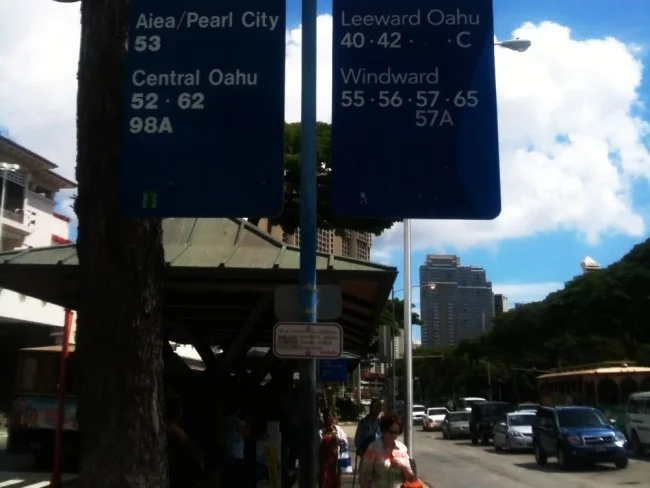 Aiea/Pearl City
53
Central Oahu
52 · 62
98A
Leeward Oahu
40 · 42 · · C
Windward
55 · 56 · 57 · 65
57A